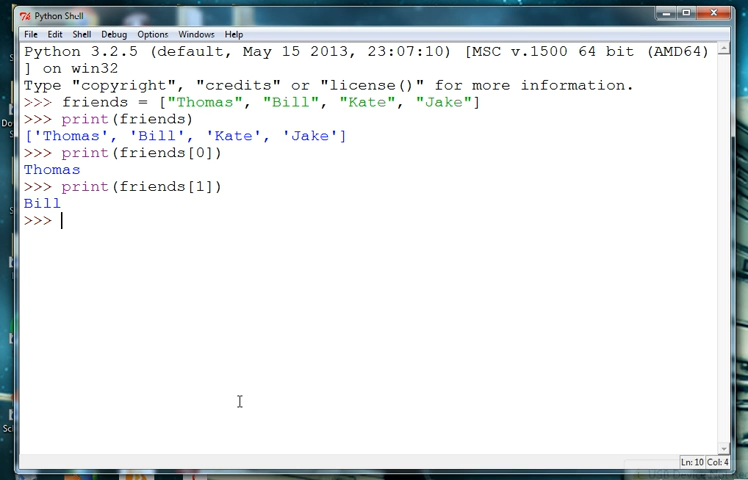 Python Shell
File Edit Shell Debug Options Windows Help
Python 3.2.5 (default, May 15 2013, 23:07:10) [MSC v.1500 64 bit (AMD64)
] on win32
Type "copyright", "credits" or "license()" for more information.
>>> friends = ["Thomas", "Bill", "Kate", "Jake"]
>>> print(friends)
['Thomas', 'Bill', 'Kate', 'Jake']
>>> print(friends[0])
Thomas
>>> print(friends[1])
Bill
>>>
Ln: 10 Col: 4